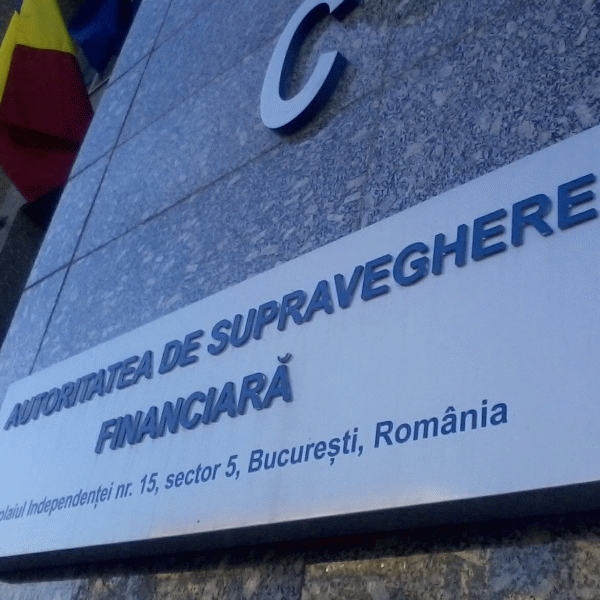 C
AUTORITATEA DE SUPRAVEGHERE
FINANCIARĂ
Independenței nr. 15, sector 5, București, România